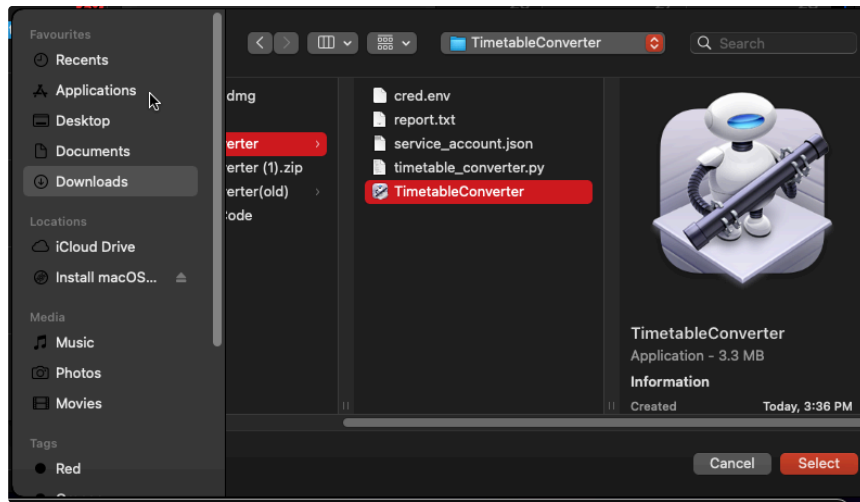 Favourites
Recents
Applications
Desktop
Documents
Downloads
Locations
iCloud Drive
Install macOS...
Media
Music
Photos
Movies
Tags
Red
TimetableConverter
Search
dmg
erter
erter (1).zip
erter(old)
Code
cred.env
report.txt
service_account.json
timetable_converter.py
TimetableConverter
TimetableConverter
Application - 3.3 MB
Information
Created Today, 3:36 PM
Cancel Select